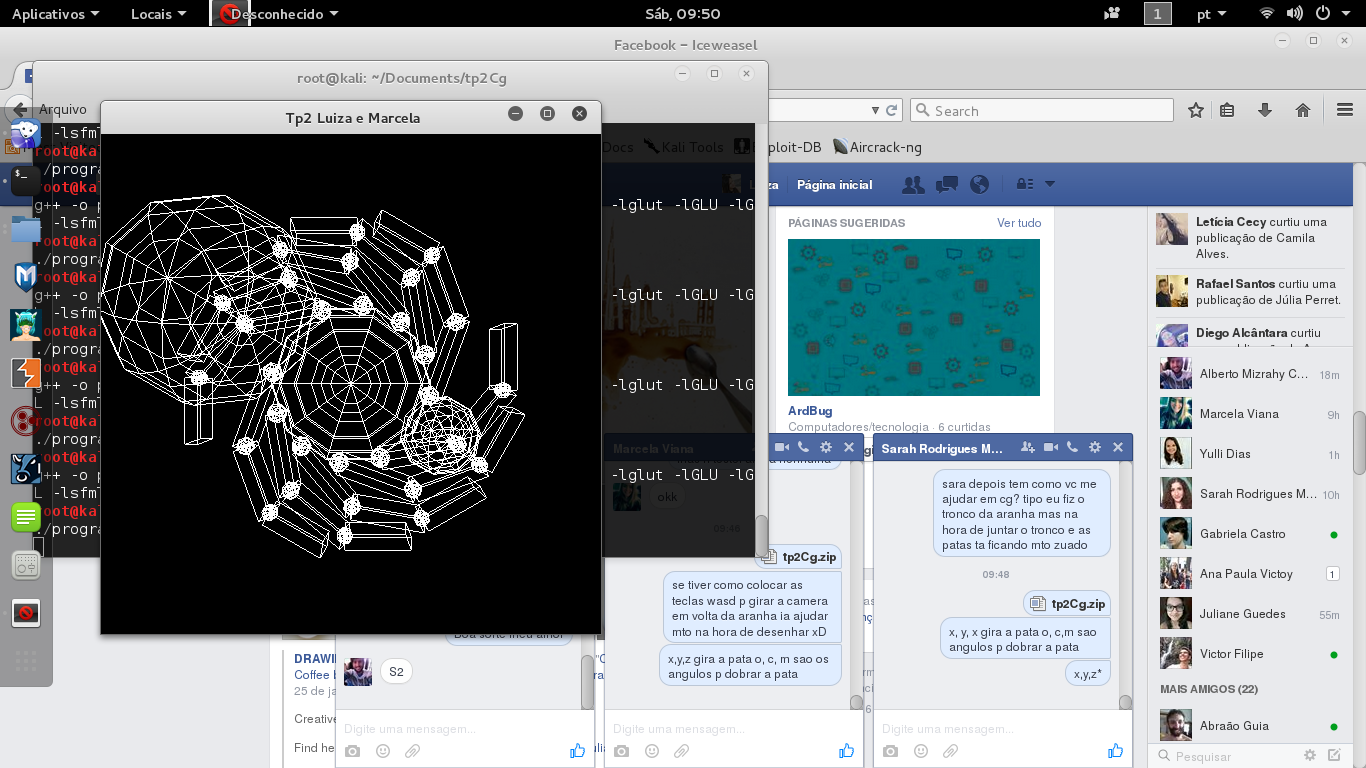 Aplicativos
Locais
Desconhecido
Sáb, 09:50
1
pt
Facebook – Iceweasel
root@kali: ~/Documents/tp2Cg
Arquivo
Search
Tp2 Luiza e Marcela
Docs
Kali Tools
Aircrack-ng
-lsfm
root@ka
./progra
root@ka
g++ -o p
-lglut -lGLU -lG
-lsfm
root@ka
./progra
root@ka
g++ -o p
-lglut -lGLU -lG
-lsfm
root@ka
./progra
root@ka
g++ -o p
-lglut -lGLU -lG
L -lsfm
root@ka
./progra
root@ka
g++ -o p
-lglut -lGLU -lG
L -lsfm
root@ka
./progra
Página inicial
PÁGINAS SUGERIDAS
Ver tudo
ArdBug
Computadores/tecnologia · 6 curtidas
Letícia Cecy curtiu uma
publicação de Camila
Alves.
Rafael Santos curtiu uma
publicação de Júlia Perret.
Diego Alcântara curtiu
Alberto Mizrahy C... 18m
Marcela Viana 9h
Yulli Dias 1h
Sarah Rodrigues M... 10h
Gabriela Castro
Ana Paula Victoy 1
Juliane Guedes 55m
Victor Filipe
MAIS AMIGOS (22)
Abraão Guia
Pesquisar
Boa sorte meu amor
S2
Digite uma mensagem...
Marcela Viana
okk
09:48
tp2Cg.zip
se tiver como colocar as
teclas wasd p girar a camera
em volta da aranha ia ajudar
mto na hora de desenhar xD
x,y,z gira a pata o, c, m sao os
angulos p dobrar a pata
Digite uma mensagem...
Sarah Rodrigues M...
sara depois tem como vc me
ajudar em cg? tipo eu fiz o
tronco da aranha mas na
hora de juntar o tronco e as
patas ta ficando mto zuado
09:48
tp2Cg.zip
x, y, x gira a pata o, c,m sao
angulos p dobrar a pata
x,y,z*
Digite uma mensagem...
DRAWI
Coffee b
25 de ja
Creative
Find he